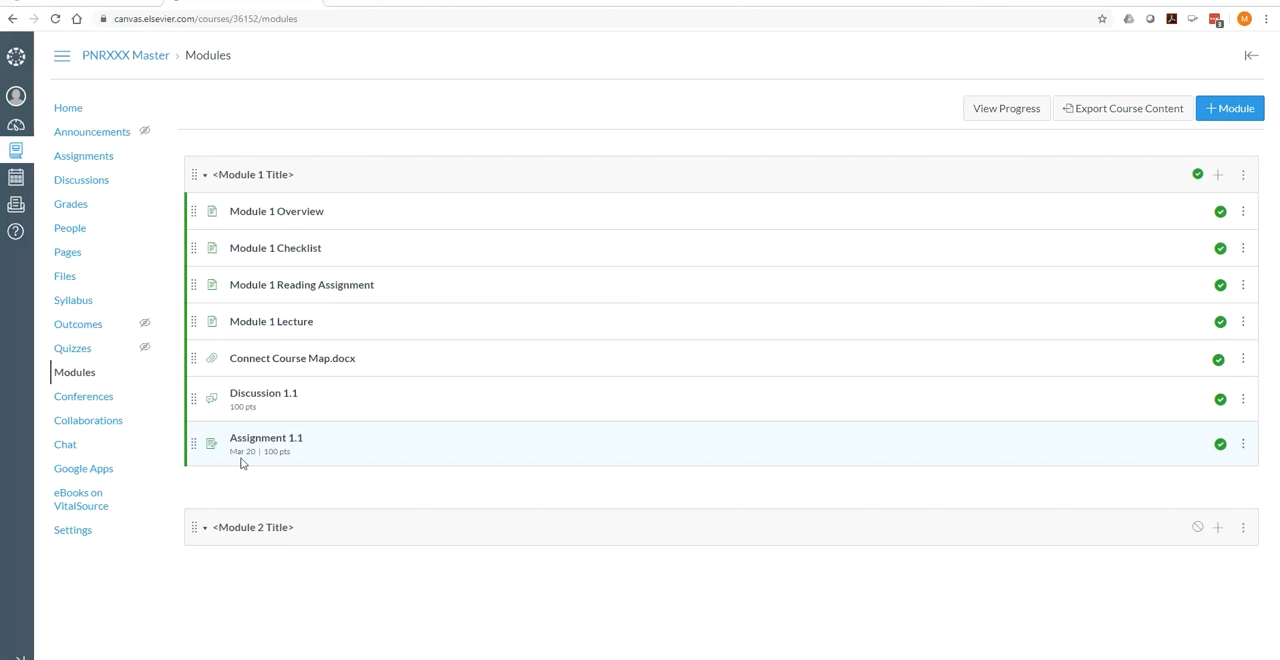 canvas.elsevier.com/courses/36152/modules
3
M
PNRXXX Master › Modules
View Progress
Export Course Content
+ Module
Home
Announcements
Assignments
Discussions
Grades
People
Pages
Files
Syllabus
Outcomes
Quizzes
Modules
Conferences
Collaborations
Chat
Google Apps
eBooks on
VitalSource
Settings
<Module 1 Title>
Module 1 Overview
Module 1 Checklist
Module 1 Reading Assignment
Module 1 Lecture
Connect Course Map.docx
Discussion 1.1
100 pts
Assignment 1.1
Mar 20 | 100 pts
<Module 2 Title>